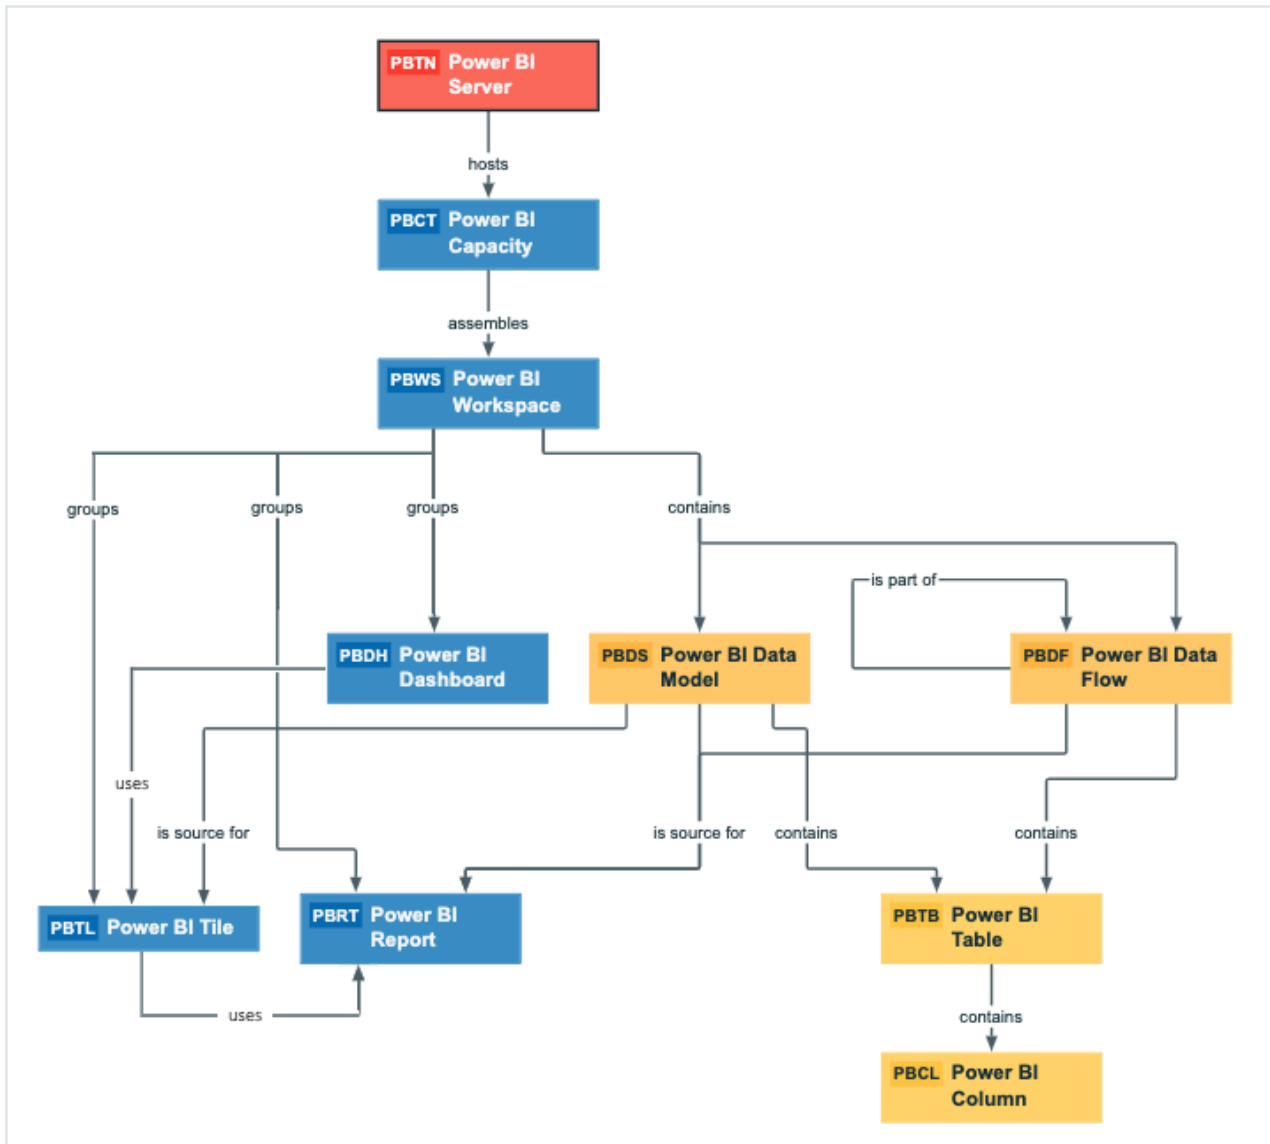 PBTN Power BI
Server
hosts
PBCT Power BI
Capacity
assembles
PBWS Power BI
Workspace
groups
groups
groups
contains
is part of
PBDH Power BI
Dashboard
PBDS Power BI Data
Model
PBDF Power BI Data
Flow
uses
is source for
is source for
contains
contains
PBTL Power BI Tile
PBRT Power BI
Report
PBTB Power BI
Table
uses
contains
PBCL Power BI
Column